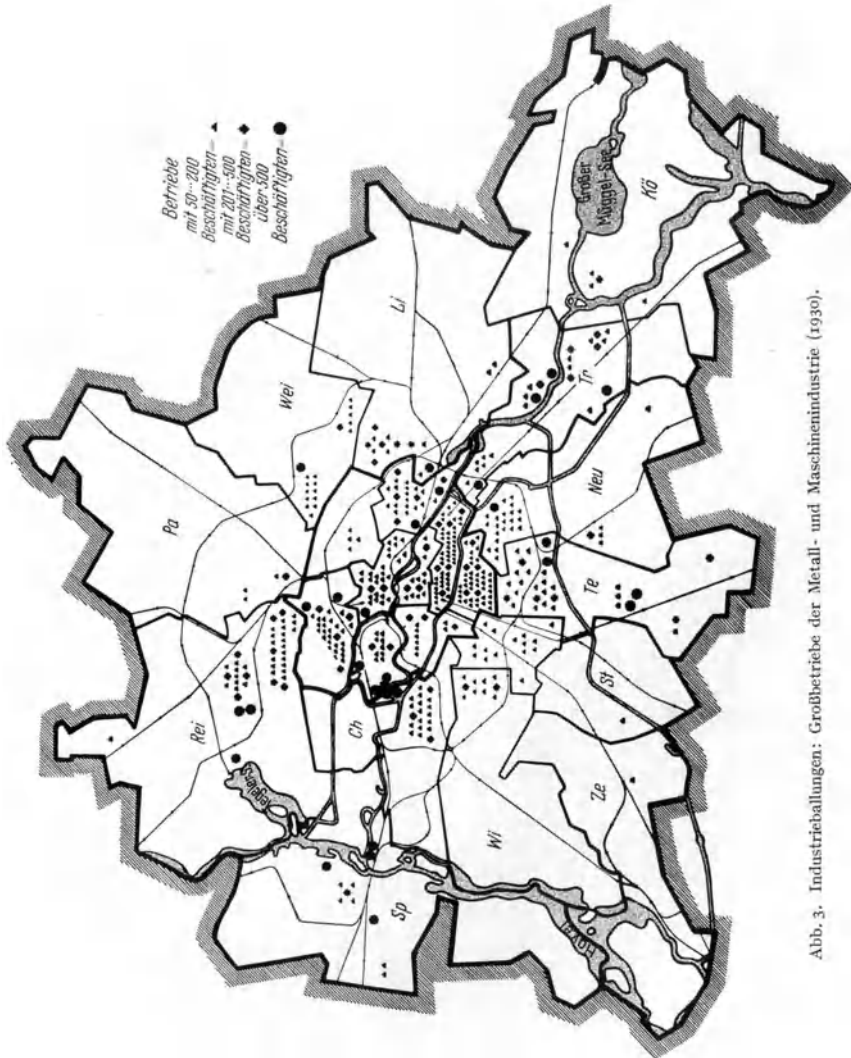 Betriebe
mit 50···200
Beschäftigten=
mit 201···500
Beschäftigten=
über 500
Beschäftigten=
Pa
Rei
Wei
Li
Ch
Sp
Wi
Ze
St
Te
Neu
Tr
Kö
Großer
Müggel-See
Havel
Abb. 3. Industrieballungen: Großbetriebe der Metall- und Maschinenindustrie (1930).